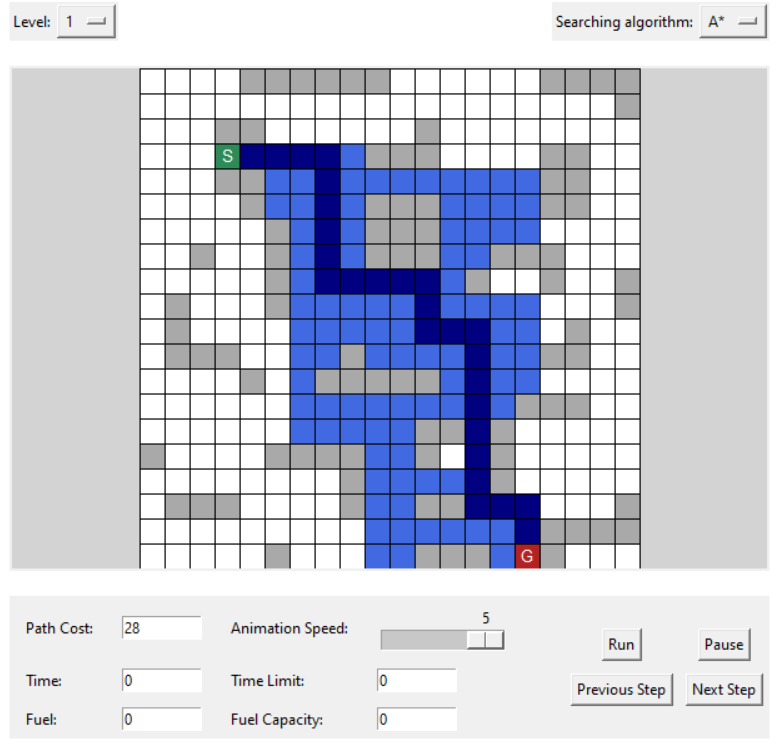 Level: 1 Searching algorithm: A*
S
G
5
Path Cost: 28 Animation Speed:
Run Pause
Time: 0 Time Limit: 0
Previous Step Next Step
Fuel: 0 Fuel Capacity: 0